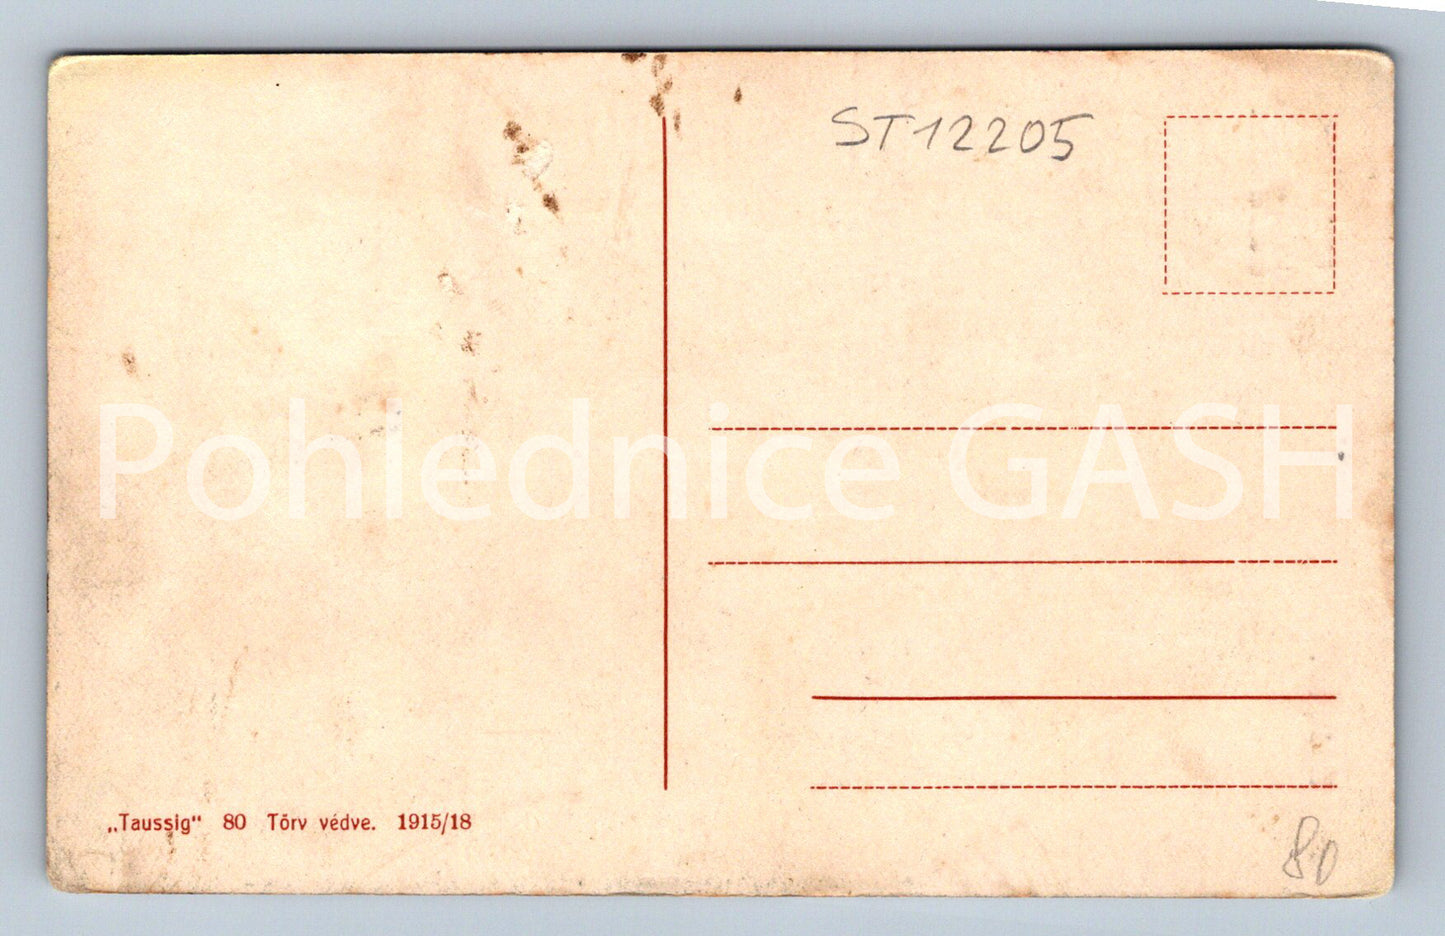 ST12205
Pohlednice GASH
„Taussig“ 80 Törv védve. 1915/18
80